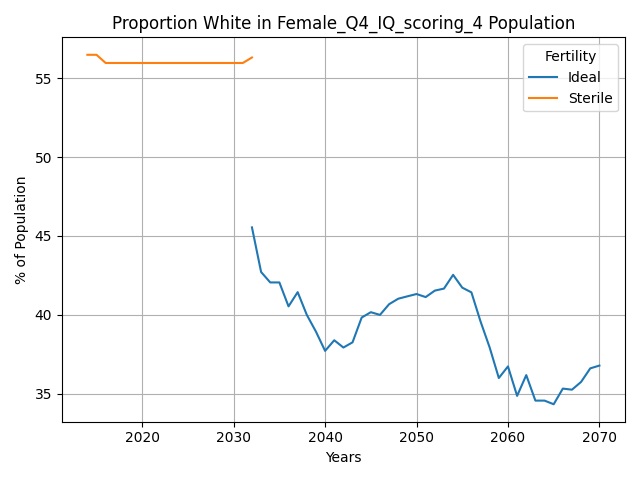 Proportion White in Female_Q4_IQ_scoring_4 Population
Fertility
Ideal
Sterile
% of Population
55
50
45
40
35
2020
2030
2040
2050
2060
2070
Years